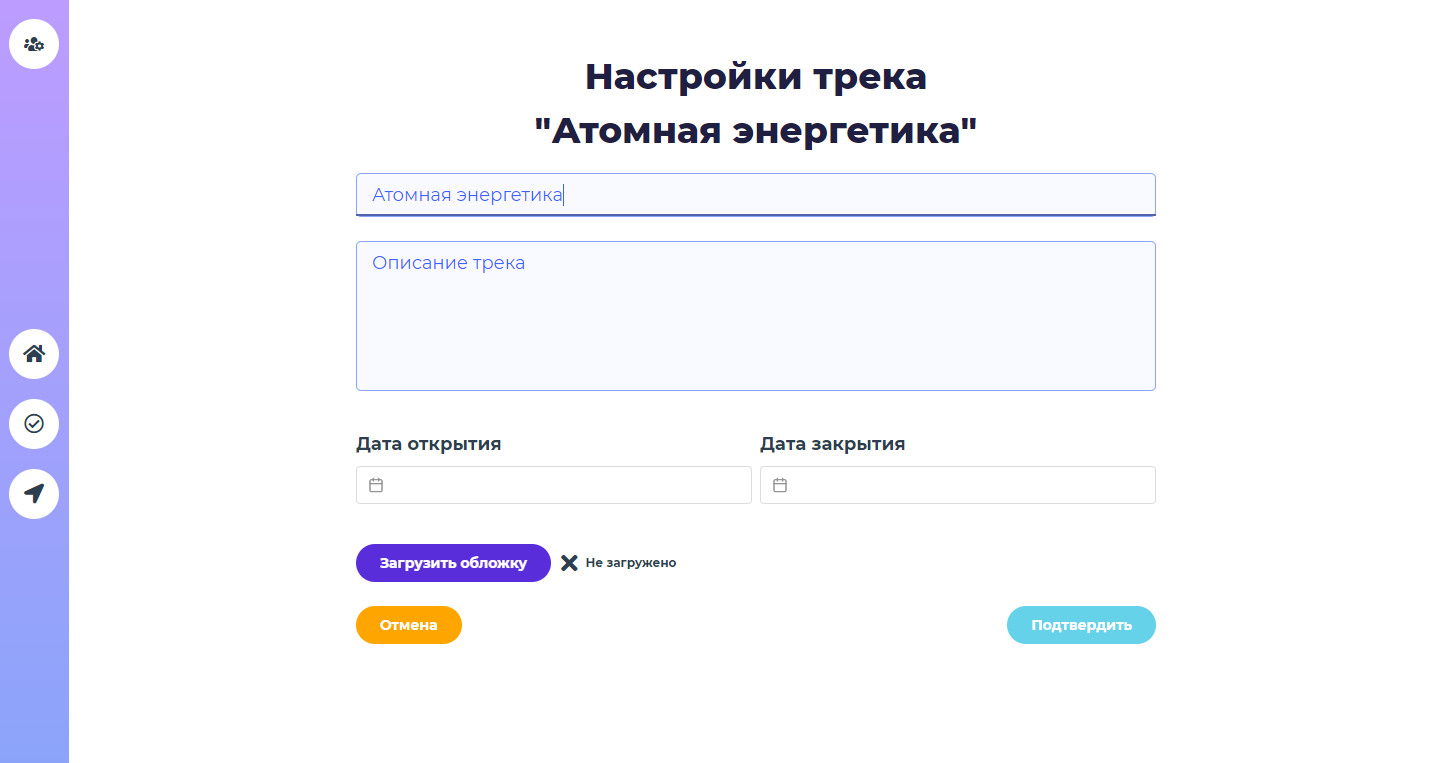 Настройки трека
"Атомная энергетика"
Атомная энергетика
Описание трека
Дата открытия
Дата закрытия
Загрузить обложку
Не загружено
Отмена
Подтвердить